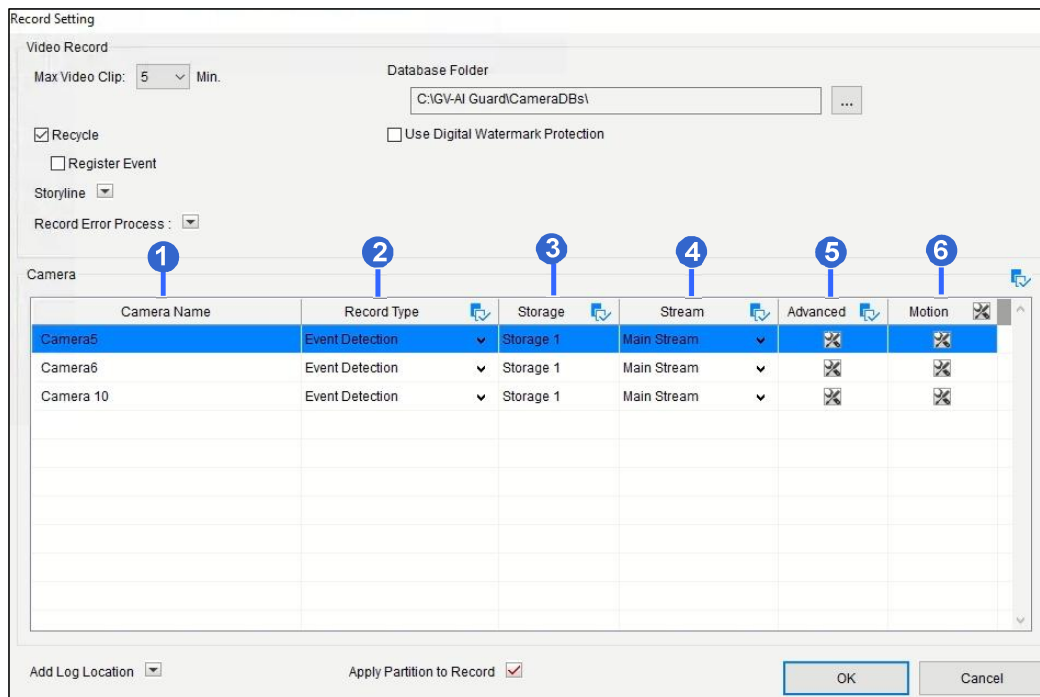 Record Setting
Video Record
Max Video Clip: 5 Min.
Database Folder
C:\GV-AI Guard\CameraDBs\ ...
Recycle
Use Digital Watermark Protection
Register Event
Storyline
Record Error Process :
1 2 3 4 5 6
Camera
Camera Name Record Type Storage Stream Advanced Motion
Camera5 Event Detection Storage 1 Main Stream
Camera6 Event Detection Storage 1 Main Stream
Camera 10 Event Detection Storage 1 Main Stream
Add Log Location Apply Partition to Record OK Cancel